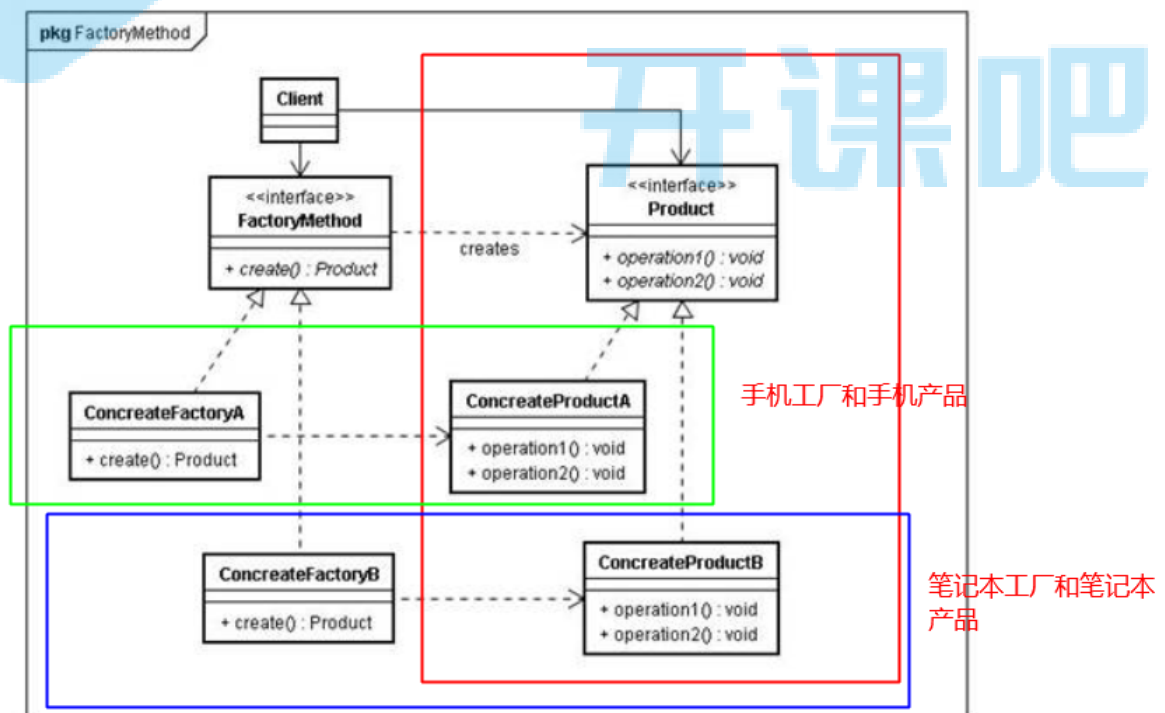 pkg FactoryMethod
开课吧
Client
<<interface>>
FactoryMethod
+ create() : Product
creates
<<interface>>
Product
+ operation1() : void
+ operation2() : void
ConcreateFactoryA
+ create() : Product
ConcreateProductA
+ operation1() : void
+ operation2() : void
手机工厂和手机产品
ConcreateFactoryB
+ create() : Product
ConcreateProductB
+ operation1() : void
+ operation2() : void
笔记本工厂和笔记本
产品